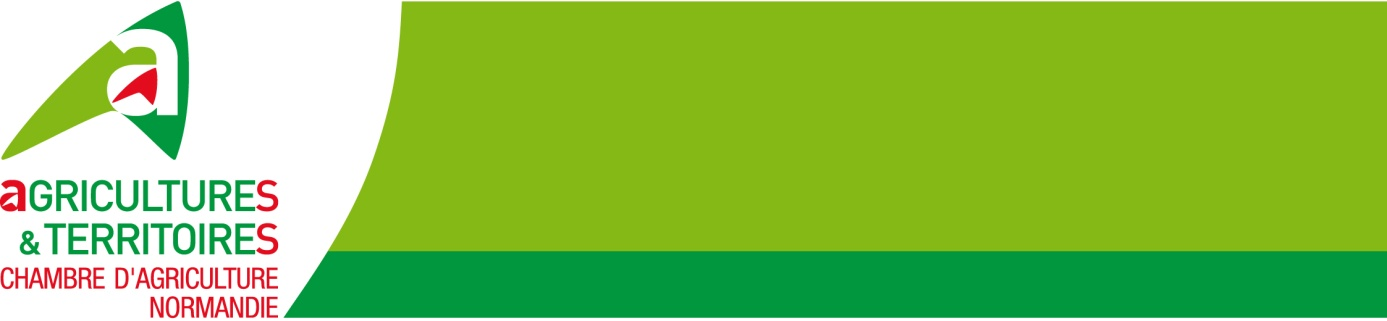 a
aGRICULTURES
& TERRITOIRES
CHAMBRE D'AGRICULTURE
NORMANDIE